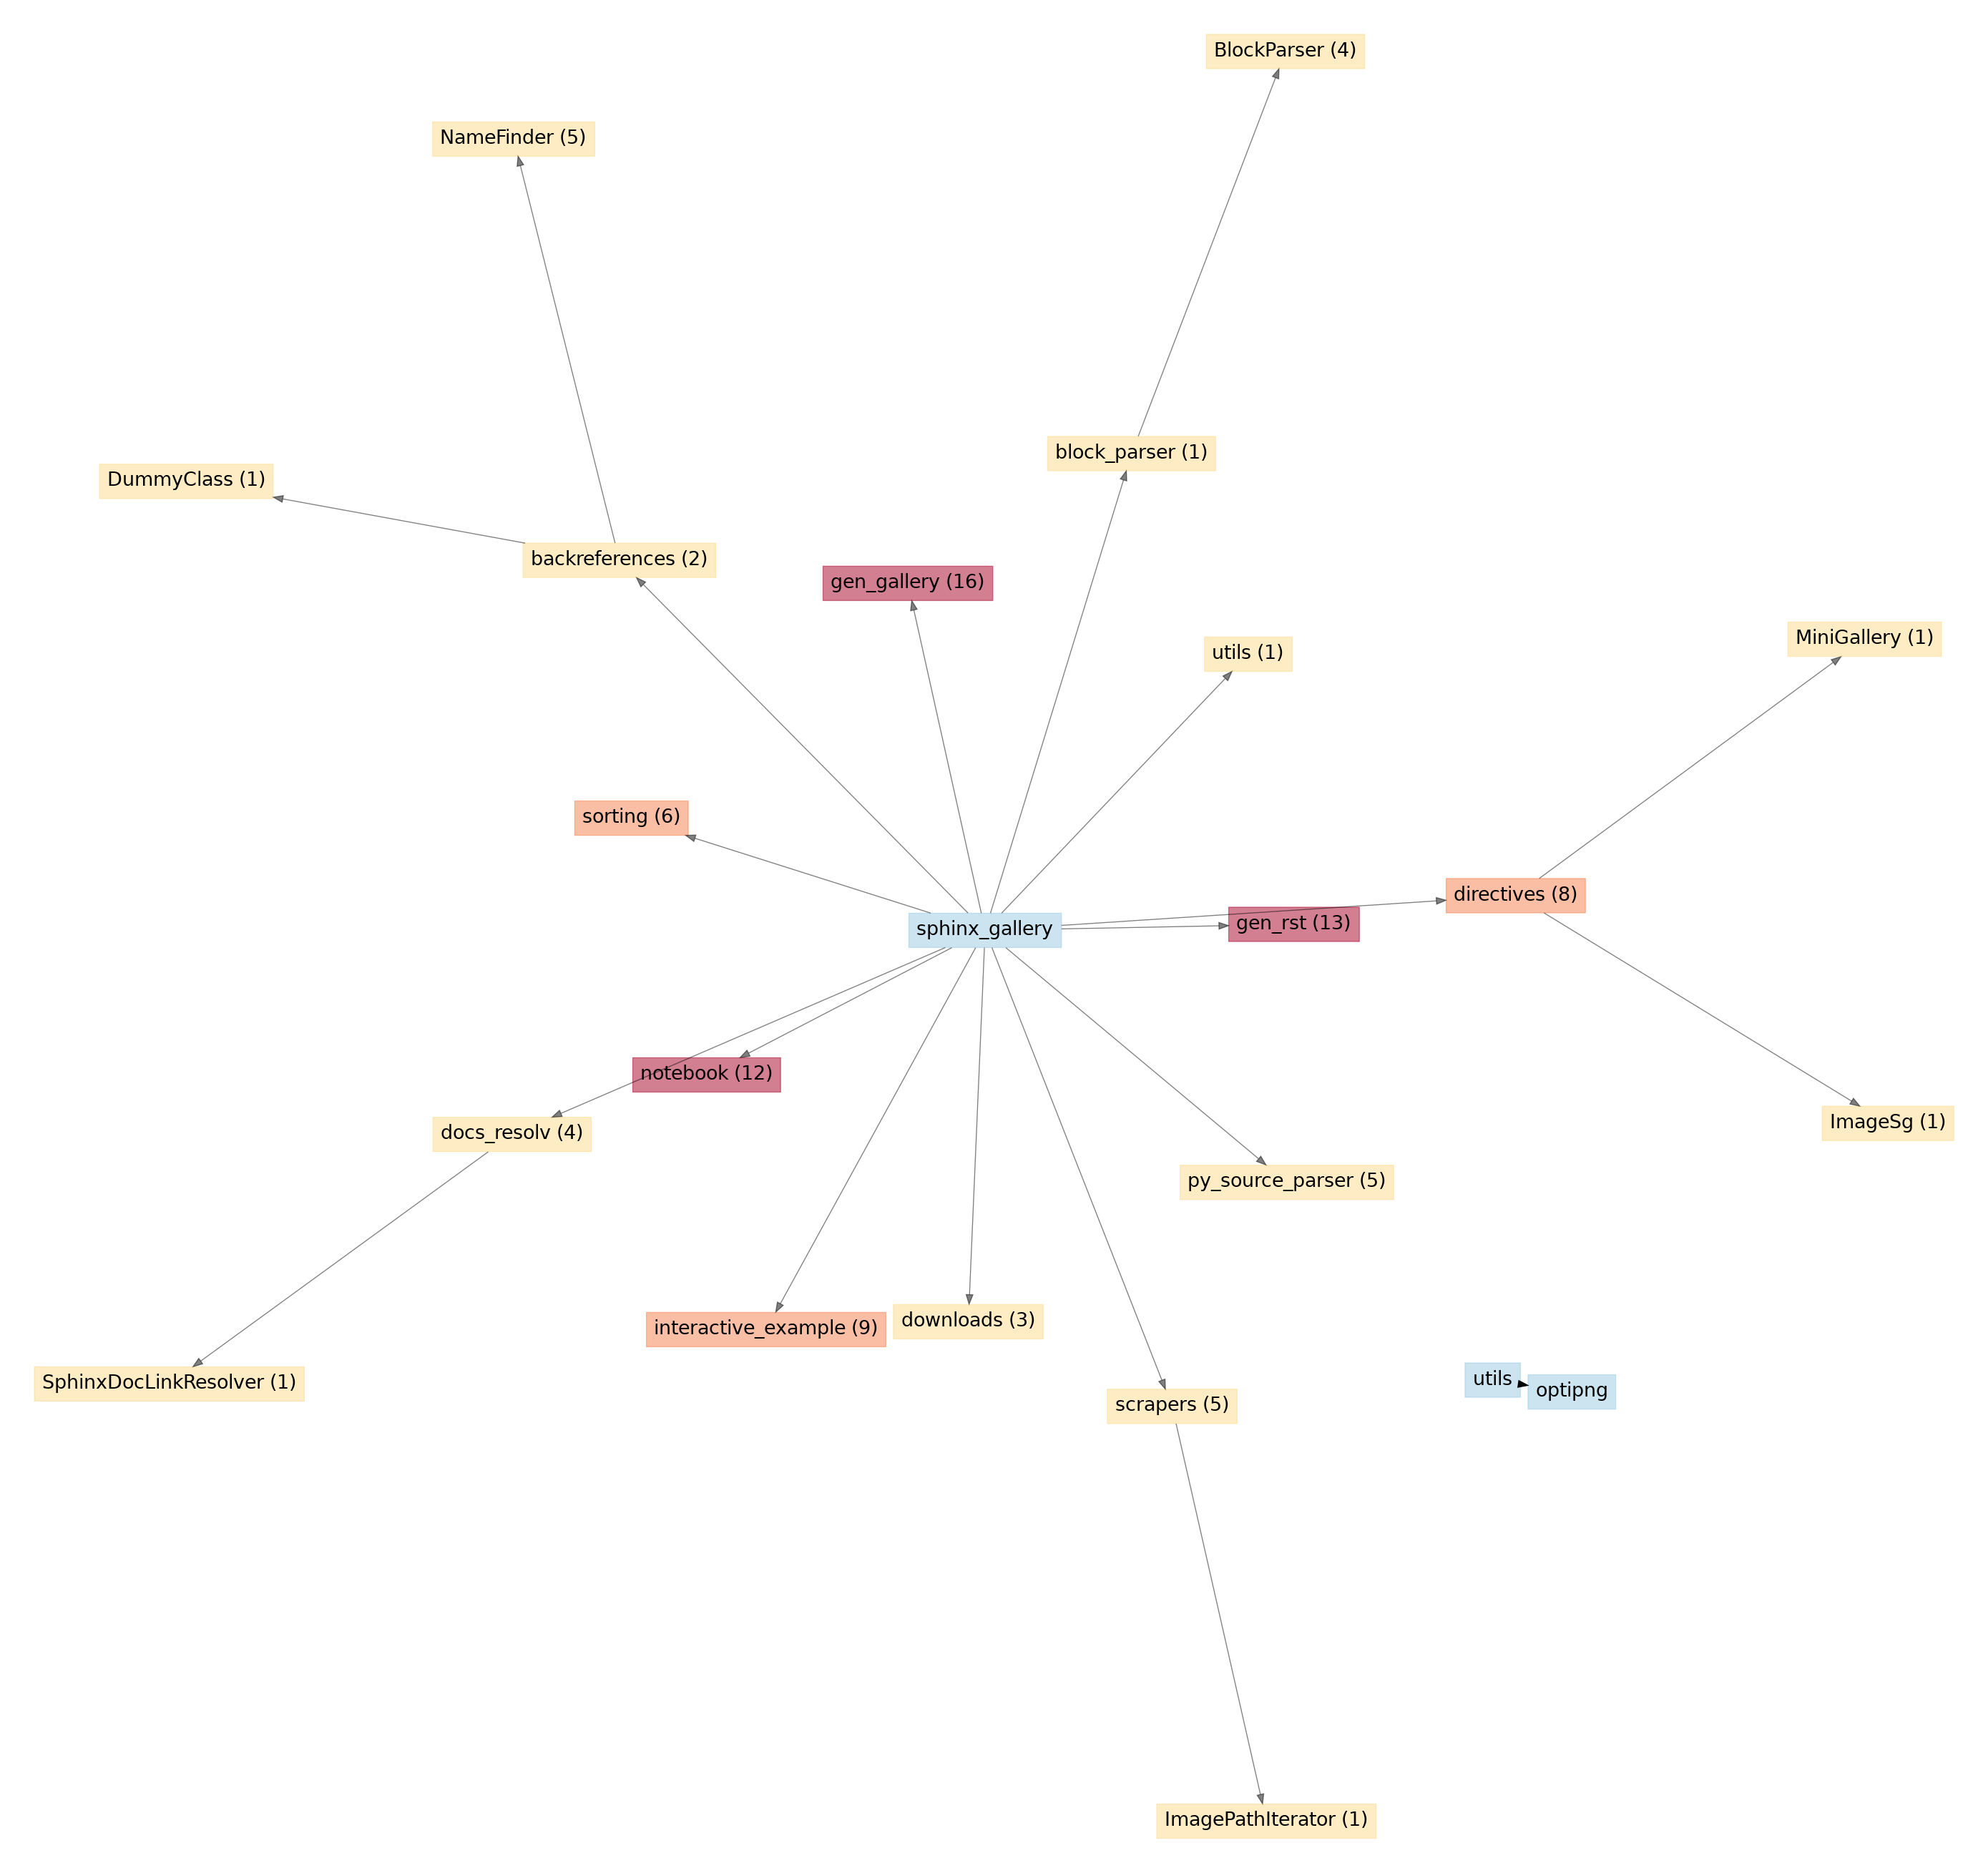 BlockParser (4)
NameFinder (5)
block_parser (1)
DummyClass (1)
backreferences (2)
gen_gallery (16)
MiniGallery (1)
utils (1)
sorting (6)
directives (8)
gen_rst (13)
sphinx_gallery
notebook (12)
ImageSg (1)
docs_resolv (4)
py_source_parser (5)
downloads (3)
interactive_example (9)
utils
SphinxDocLinkResolver (1)
optipng
scrapers (5)
ImagePathIterator (1)